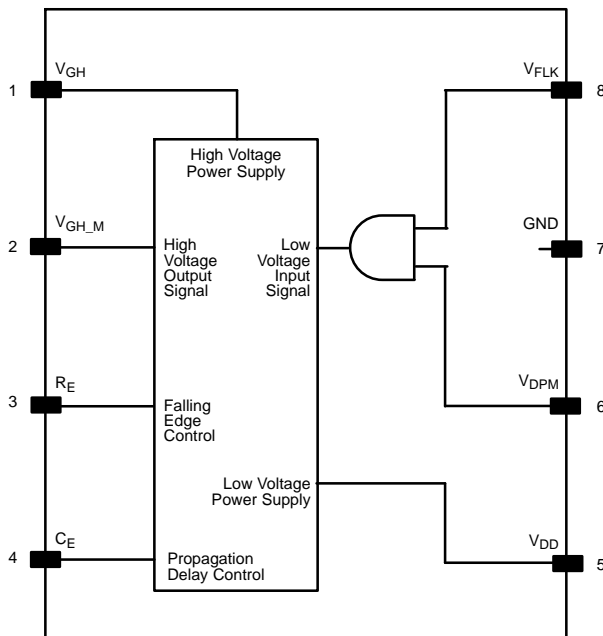 VGH
1
High Voltage
Power Supply
VFLK
8
VGH_M
2
High
Voltage
Output
Signal
Low
Voltage
Input
Signal
GND
7
RE
3
Falling
Edge
Control
VDPM
6
Low Voltage
Power Supply
CE
4
Propagation
Delay Control
VDD
5